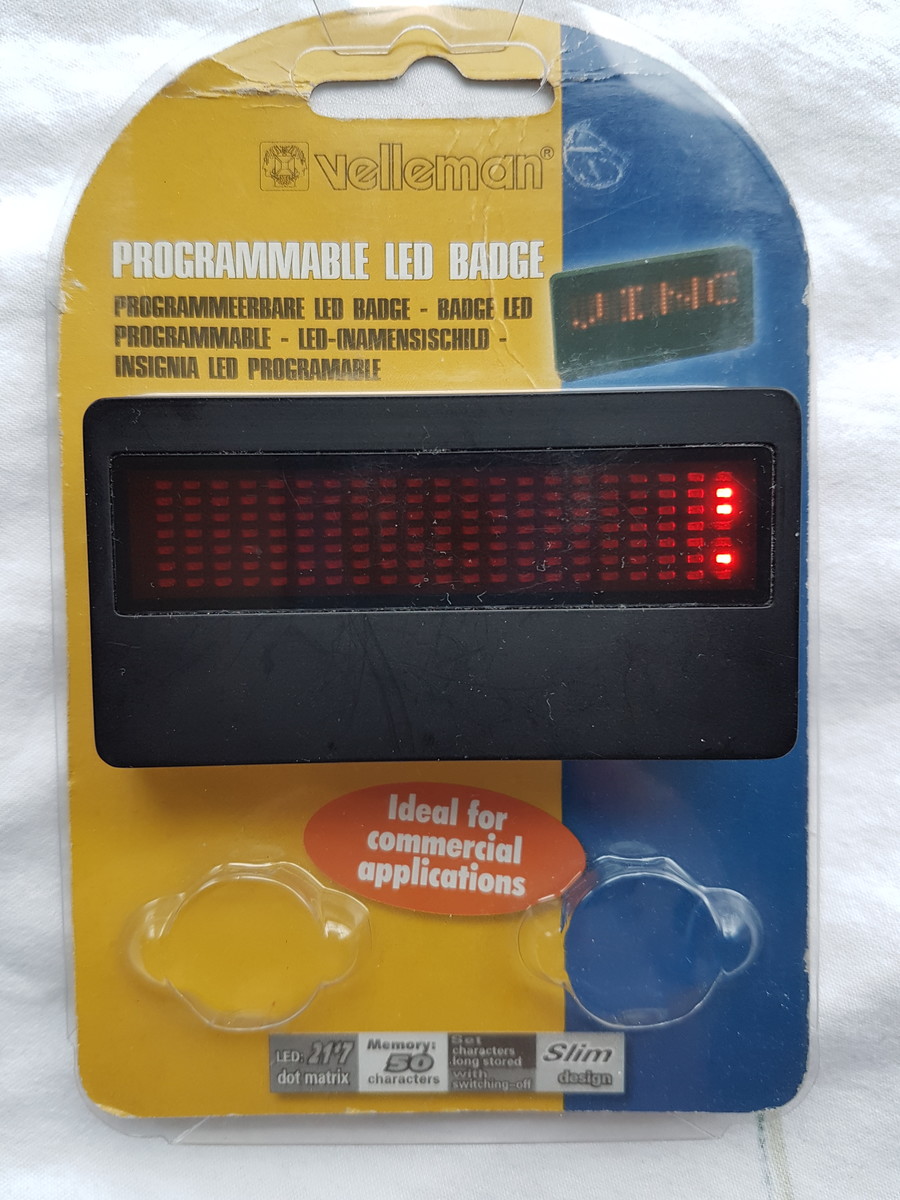 velleman®
PROGRAMMABLE LED BADGE
PROGRAMMEERBARE LED BADGE - BADGE LED
PROGRAMMABLE - LED-(NAMENS)SCHILD -
INSIGNIA LED PROGRAMABLE
Ideal for
commercial
applications
LED: 21*7
dot matrix
Memory:
50
characters
Set
characters
long stored
with
switching-off
Slim
design